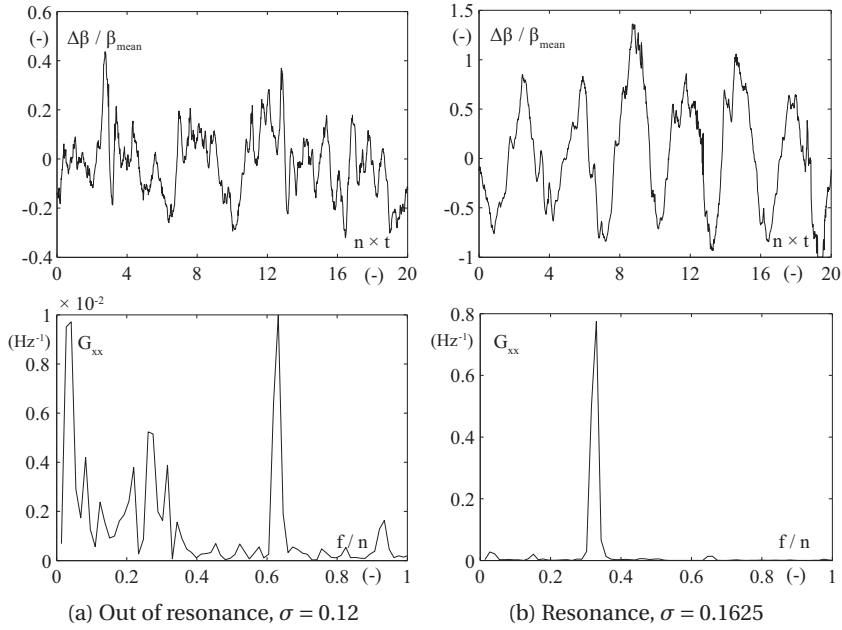 0.6
(-)
Δβ / β_mean
0.4
0.2
0
-0.2
-0.4
n × t
0 4 8 12 16 20
(-)
1.5
(-)
Δβ / β_mean
1
0.5
0
-0.5
-1
n × t
0 4 8 12 16 20
(-)
× 10⁻²
1
(Hz⁻¹)
G_xx
0.8
0.6
0.4
0.2
0
f / n
0 0.2 0.4 0.6 0.8 1
(-)
0.8
(Hz⁻¹)
G_xx
0.6
0.4
0.2
0
f / n
0 0.2 0.4 0.6 0.8 1
(-)
(a) Out of resonance, σ = 0.12
(b) Resonance, σ = 0.1625